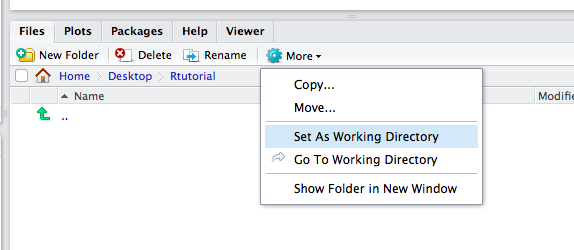 Files Plots Packages Help Viewer
New Folder Delete Rename More
Home Desktop Rtutorial
Name Modifie
..
Copy...
Move...
Set As Working Directory
Go To Working Directory
Show Folder in New Window